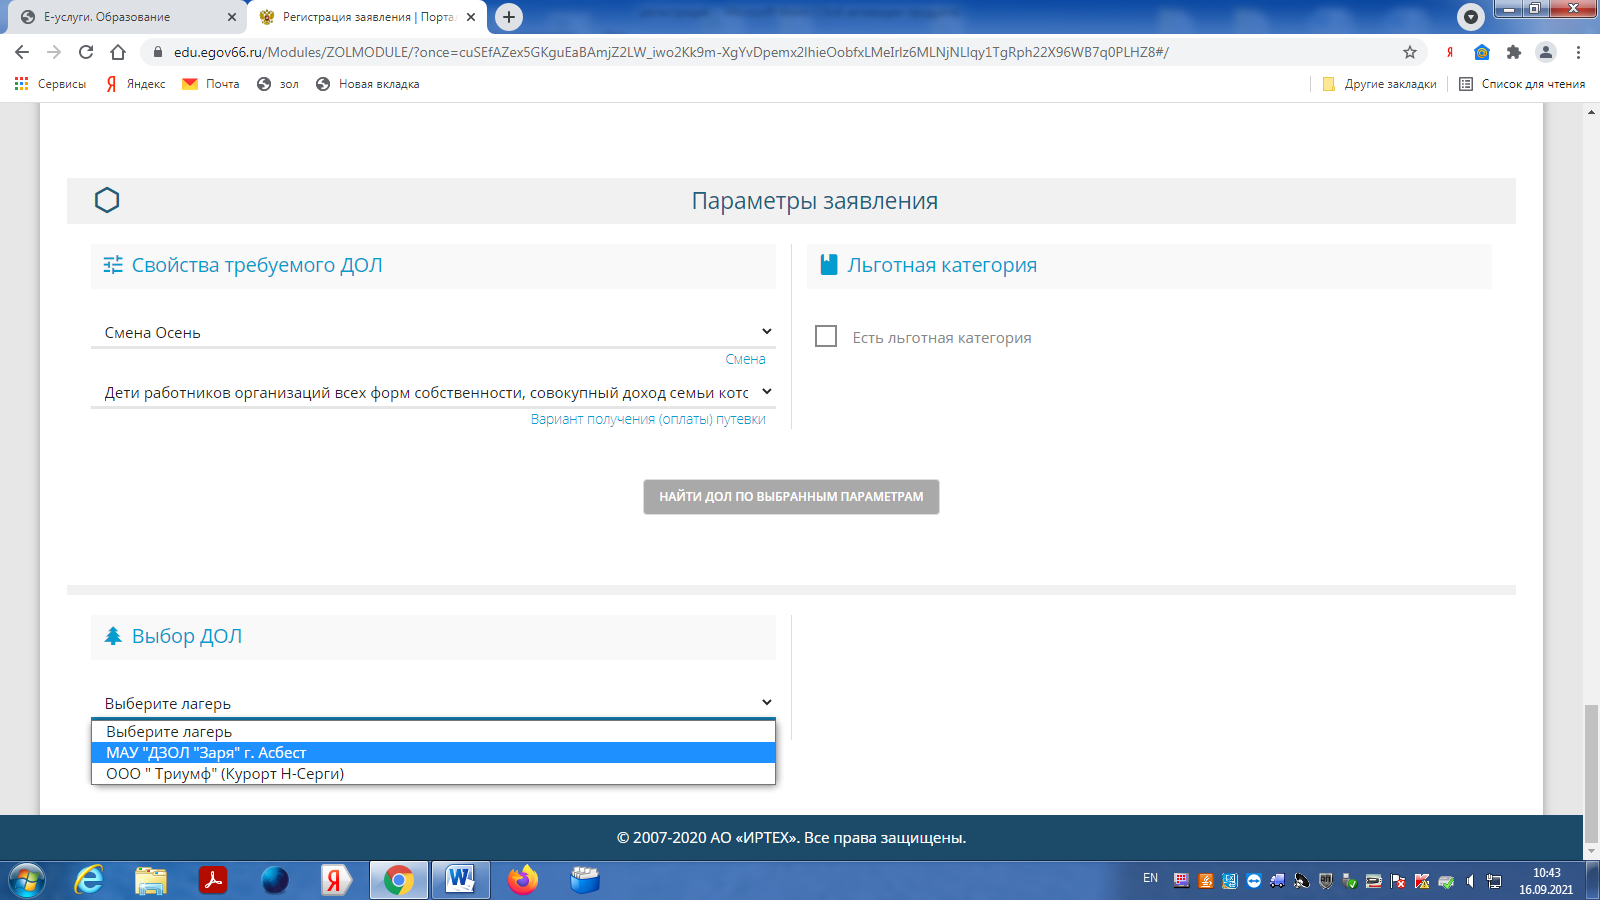 Е-услуги. Образование
Регистрация заявления | Порта
edu.egov66.ru/Modules/ZOLMODULE/?once=cuSEfAZex5GKguEaBAmjZ2LW_iwo2Kk9m-XgYvDpemx2IhieOobfxLMeIrlz6MLNjNLlqy1TgRph22X96WB7q0PLHZ8#/
Сервисы Яндекс Почта зол Новая вкладка Другие закладки Список для чтения
Параметры заявления
Свойства требуемого ДОЛ
Льготная категория
Смена Осень
Смена
Есть льготная категория
Дети работников организаций всех форм собственности, совокупный доход семьи кото
Вариант получения (оплаты) путевки
НАЙТИ ДОЛ ПО ВЫБРАННЫМ ПАРАМЕТРАМ
Выбор ДОЛ
Выберите лагерь
Выберите лагерь
МАУ "ДЗОЛ "Заря" г. Асбест
ООО " Триумф" (Курорт Н-Серги)
© 2007-2020 АО «ИРТЕХ». Все права защищены.
EN
10:43
16.09.2021